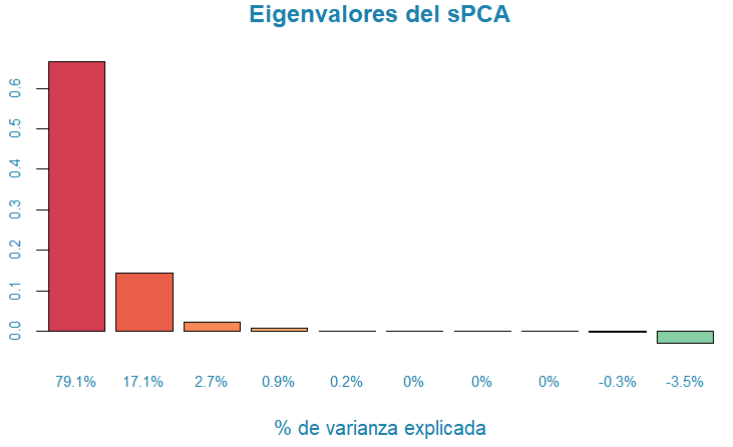 Eigenvalores del sPCA
0.6
0.5
0.4
0.3
0.2
0.1
0.0
79.1% 17.1% 2.7% 0.9% 0.2% 0% 0% 0% -0.3% -3.5%
% de varianza explicada